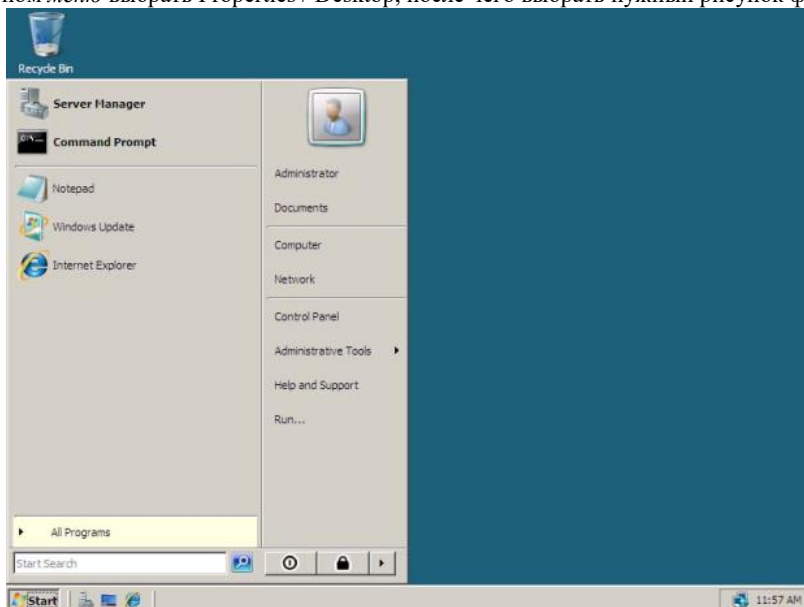 меню выбрать Properties / Desktop, после чего выбрать нужный рисунок
Recycle Bin
Server Manager
Command Prompt
Notepad
Windows Update
Internet Explorer
All Programs
Start Search
Administrator
Documents
Computer
Network
Control Panel
Administrative Tools
Help and Support
Run...
Start
11:57 AM